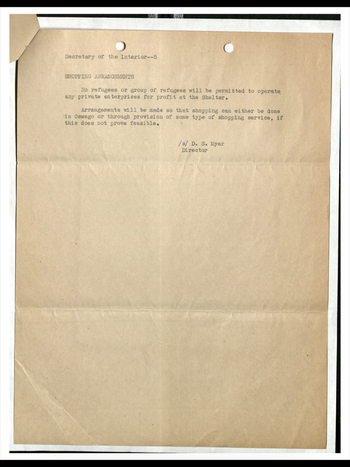 Secretary of the Interior--8
SHOPPING ARRANGEMENTS
No refugees or group of refugees will be permitted to operate
any private enterprises for profit at the Shelter.
Arrangements will be made so that shopping can either be done
in Oswego or through provision of some type of shopping service, if
this does not prove feasible.
/s/ D. S. Myer
Director